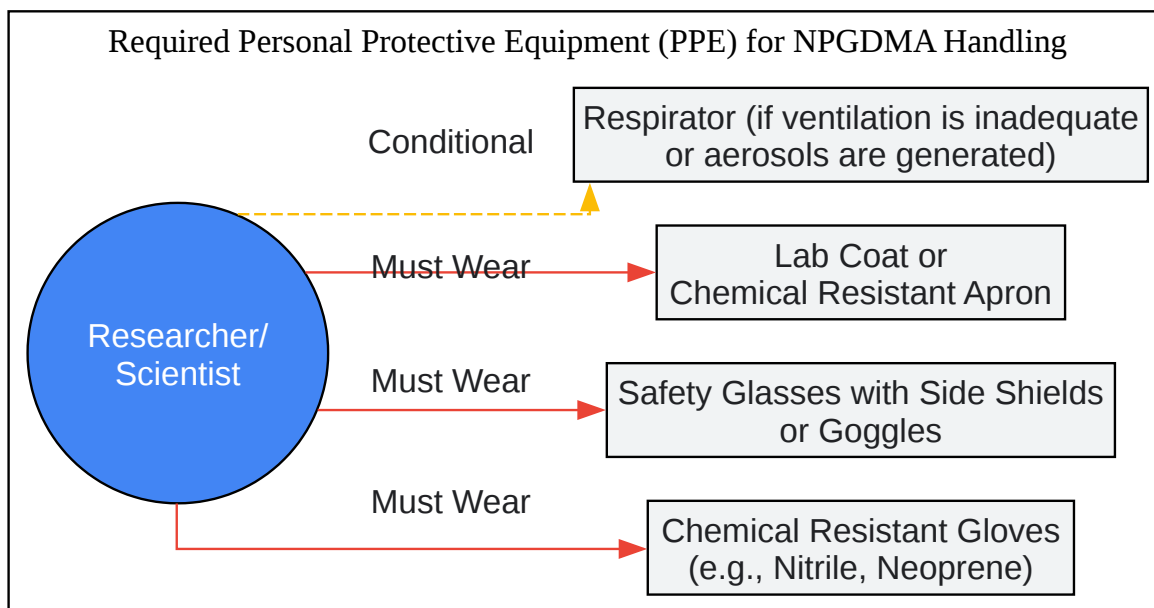 Required Personal Protective Equipment (PPE) for NPGDMA Handling
Conditional
Respirator (if ventilation is inadequate
or aerosols are generated)
Must Wear
Lab Coat or
Chemical Resistant Apron
Researcher/
Scientist
Must Wear
Safety Glasses with Side Shields
or Goggles
Must Wear
Chemical Resistant Gloves
(e.g., Nitrile, Neoprene)